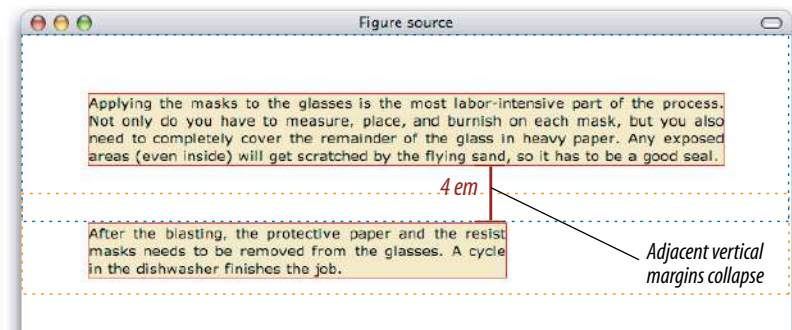 Figure source
Applying the masks to the glasses is the most labor-intensive part of the process.
Not only do you have to measure, place, and burnish on each mask, but you also
need to completely cover the remainder of the glass in heavy paper. Any exposed
areas (even inside) will get scratched by the flying sand, so it has to be a good seal.
4 em
After the blasting, the protective paper and the resist
masks needs to be removed from the glasses. A cycle
in the dishwasher finishes the job.
Adjacent vertical
margins collapse